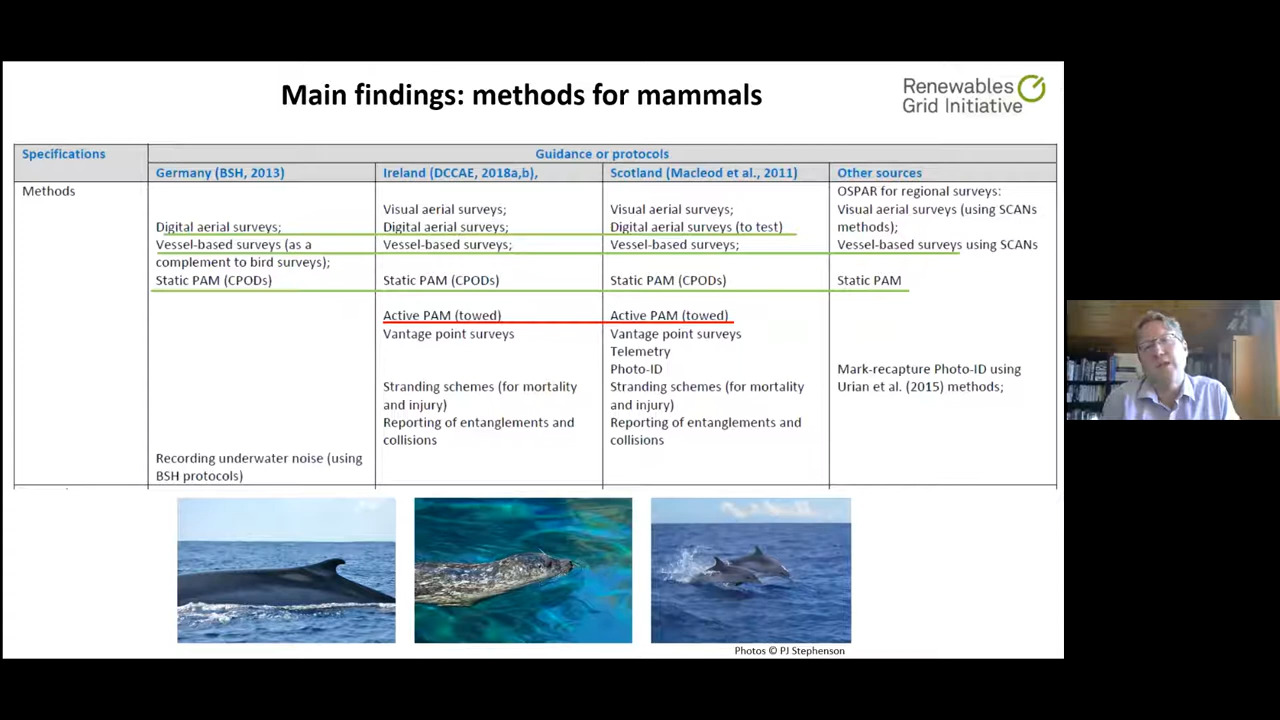 Main findings: methods for mammals
Renewables
Grid Initiative
Specifications
Guidance or protocols
Germany (BSH, 2013)
Ireland (DCCAE, 2018a,b),
Scotland (Macleod et al., 2011)
Other sources
Methods
Digital aerial surveys;
Vessel-based surveys (as a
complement to bird surveys);
Static PAM (CPODs)
Recording underwater noise (using
BSH protocols)
Visual aerial surveys;
Digital aerial surveys;
Vessel-based surveys;
Static PAM (CPODs)
Active PAM (towed)
Vantage point surveys
Stranding schemes (for mortality
and injury)
Reporting of entanglements and
collisions
Visual aerial surveys;
Digital aerial surveys (to test)
Vessel-based surveys;
Static PAM (CPODs)
Active PAM (towed)
Vantage point surveys
Telemetry
Photo-ID
Stranding schemes (for mortality
and injury)
Reporting of entanglements and
collisions
OSPAR for regional surveys:
Visual aerial surveys (using SCANs
methods);
Vessel-based surveys using SCANs
Static PAM
Mark-recapture Photo-ID using
Urian et al. (2015) methods;
Photos © PJ Stephenson